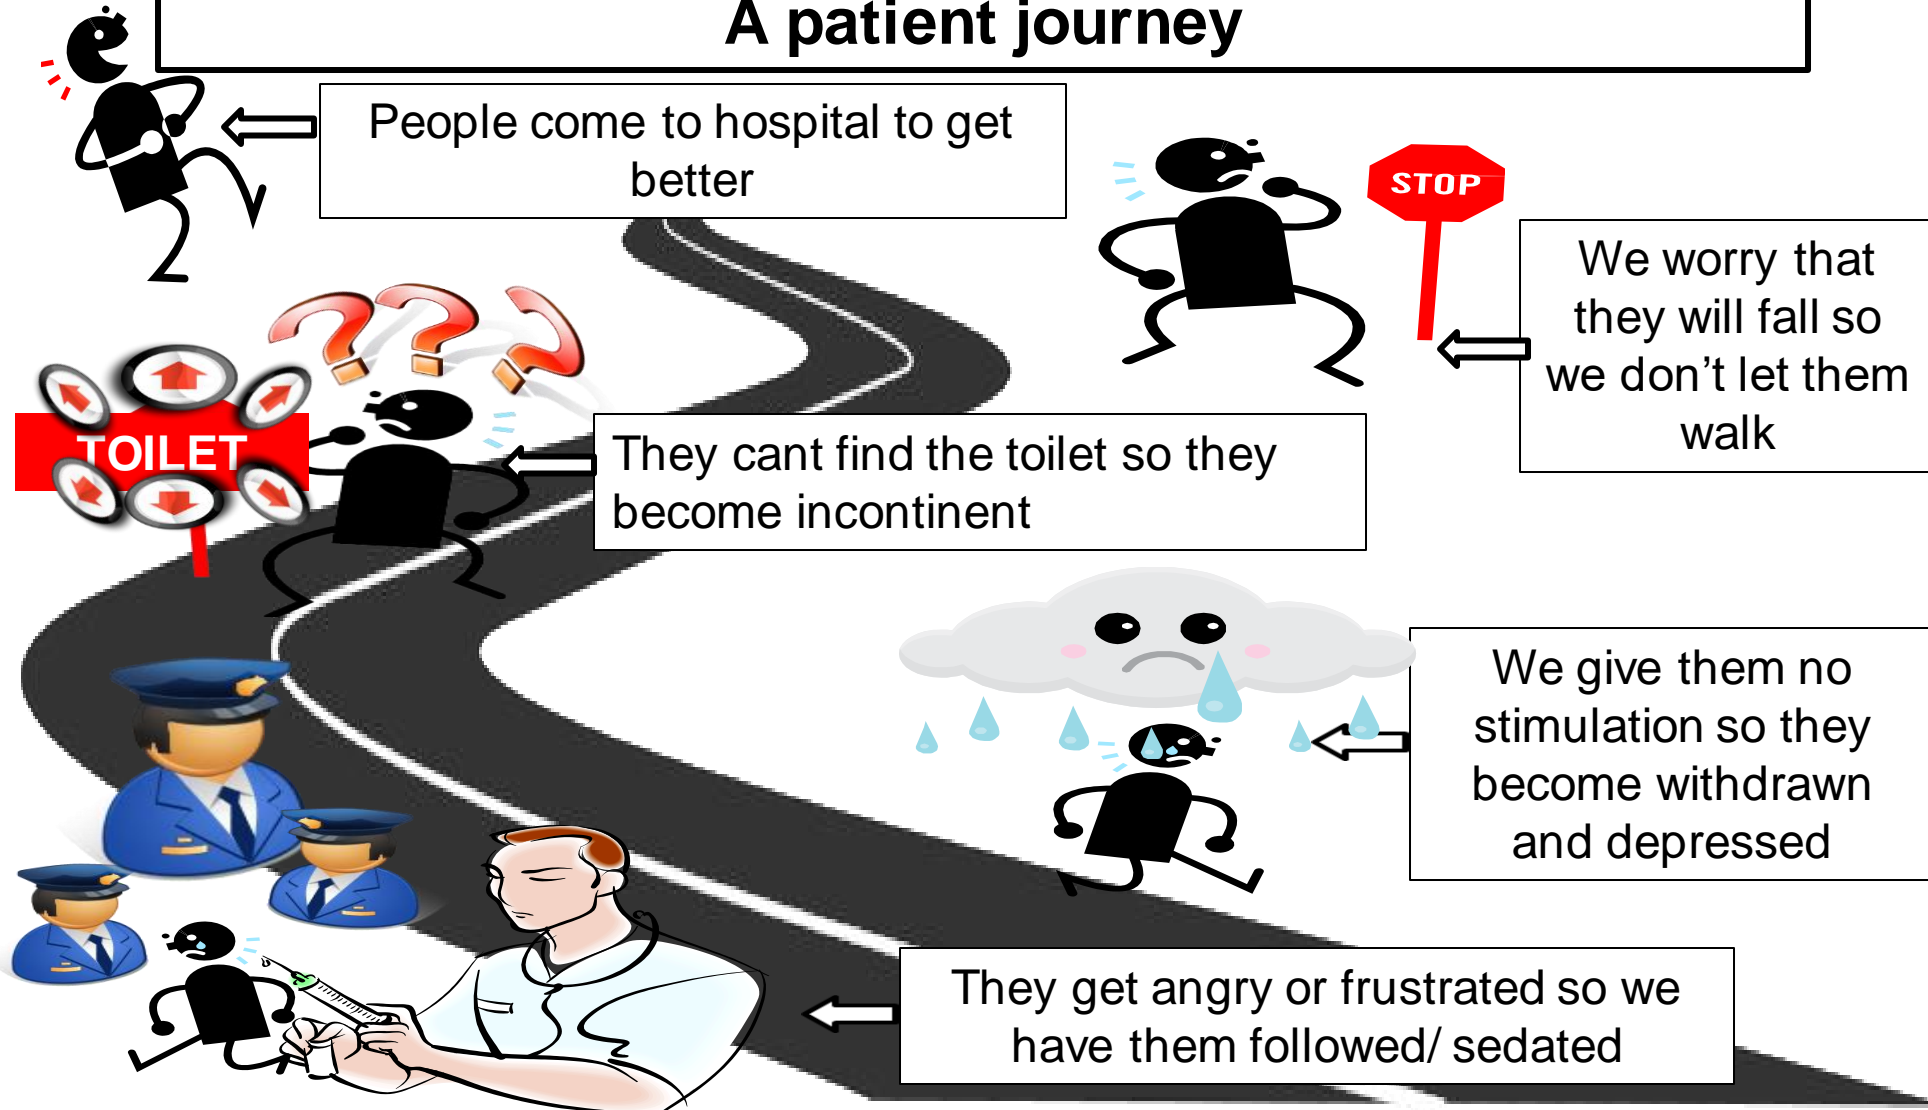 A patient journey
People come to hospital to get
better
STOP
We worry that
they will fall so
we don’t let them
walk
TOILET
They cant find the toilet so they
become incontinent
We give them no
stimulation so they
become withdrawn
and depressed
They get angry or frustrated so we
have them followed/ sedated